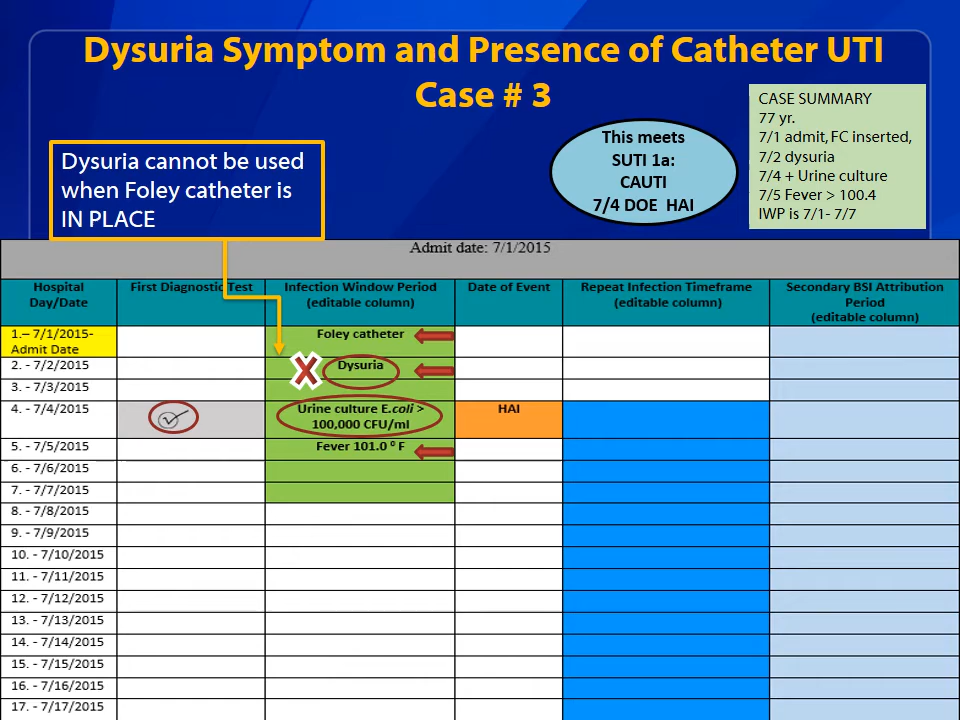 Dysuria Symptom and Presence of Catheter UTI
Case # 3
Dysuria cannot be used
when Foley catheter is
IN PLACE
This meets
SUTI 1a:
CAUTI
7/4 DOE HAI
CASE SUMMARY
77 yr.
7/1 admit, FC inserted,
7/2 dysuria
7/4 + Urine culture
7/5 Fever > 100.4
IWP is 7/1- 7/7
Admit date: 7/1/2015
Hospital
Day/Date
First Diagnostic Test
Infection Window Period
(editable column)
Date of Event
Repeat Infection Timeframe
(editable column)
Secondary BSI Attribution
Period
(editable column)
1.– 7/1/2015-
Admit Date
Foley catheter
2. - 7/2/2015
Dysuria
3. - 7/3/2015
4. - 7/4/2015
Urine culture E.coli >
100,000 CFU/ml
HAI
5. - 7/5/2015
Fever 101.0 ⁰ F
6. - 7/6/2015
7. - 7/7/2015
8. - 7/8/2015
9. - 7/9/2015
10. - 7/10/2015
11. - 7/11/2015
12. - 7/12/2015
13. - 7/13/2015
14. - 7/14/2015
15. - 7/15/2015
16. - 7/16/2015
17. - 7/17/2015